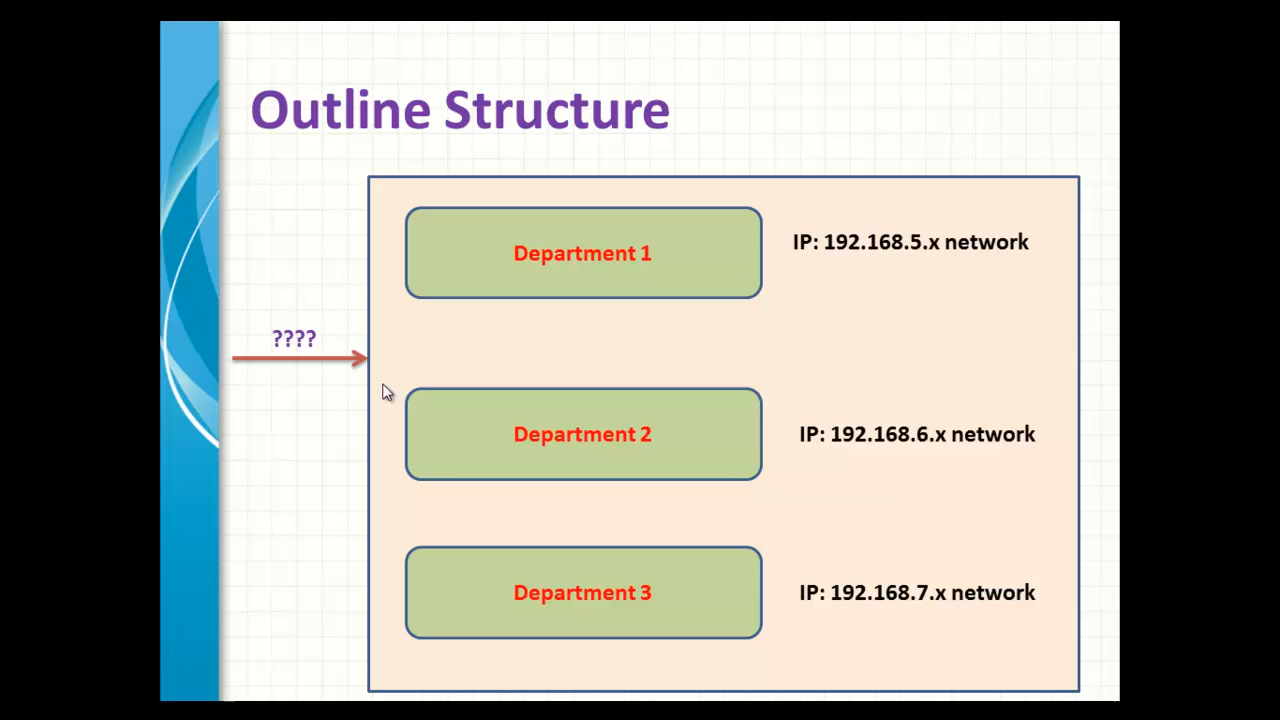 Outline Structure
Department 1
IP: 192.168.5.x network
????
Department 2
IP: 192.168.6.x network
Department 3
IP: 192.168.7.x network